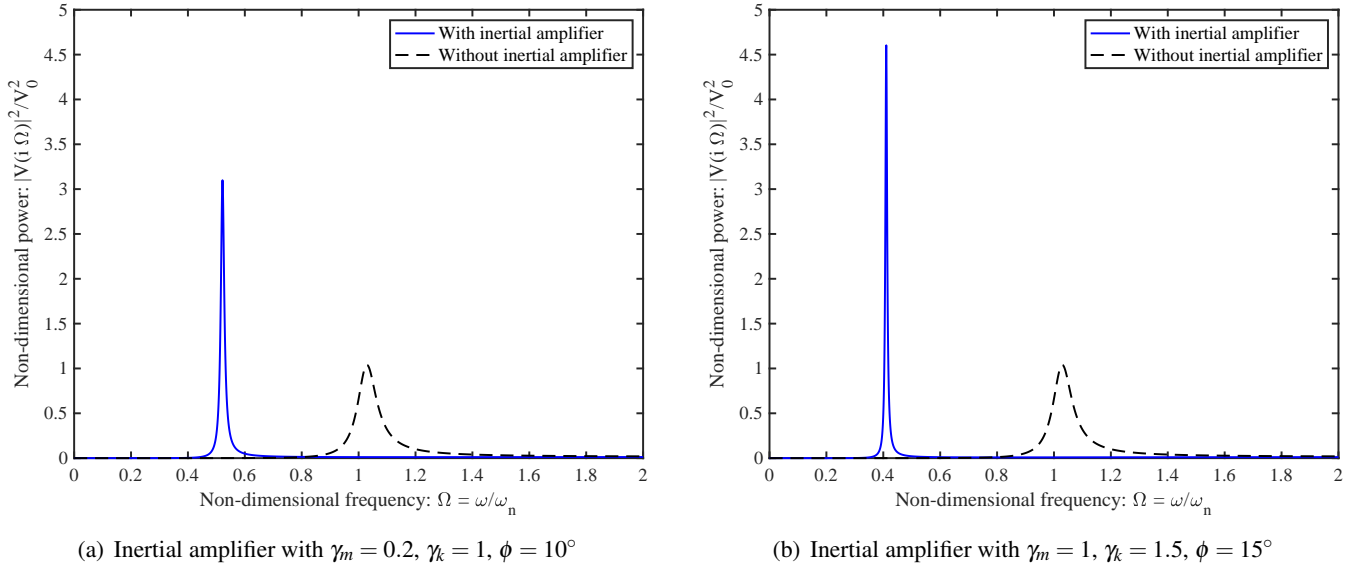 5
4.5
4
3.5
3
2.5
2
1.5
1
0.5
0
0 0.2 0.4 0.6 0.8 1 1.2 1.4 1.6 1.8 2
Non-dimensional power: |V(i Ω)|²/V₀²
Non-dimensional frequency: Ω = ω/ωₙ
With inertial amplifier
Without inertial amplifier
(a) Inertial amplifier with γₘ = 0.2, γₖ = 1, ϕ = 10°
5
4.5
4
3.5
3
2.5
2
1.5
1
0.5
0
0 0.2 0.4 0.6 0.8 1 1.2 1.4 1.6 1.8 2
Non-dimensional power: |V(i Ω)|²/V₀²
Non-dimensional frequency: Ω = ω/ωₙ
With inertial amplifier
Without inertial amplifier
(b) Inertial amplifier with γₘ = 1, γₖ = 1.5, ϕ = 15°